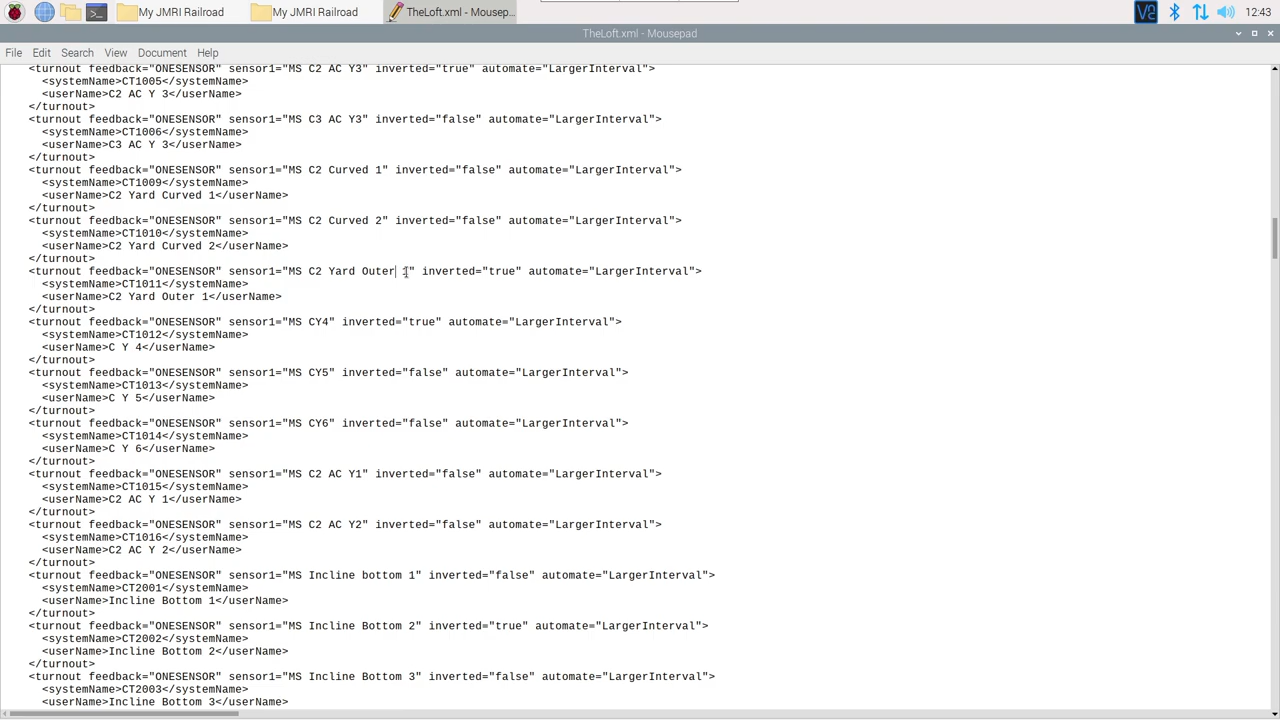 My JMRI Railroad
My JMRI Railroad
TheLoft.xml - Mousep...
12:43
TheLoft.xml - Mousepad
File Edit Search View Document Help
<turnout feedback="ONESENSOR" sensor1="MS C2 AC Y3" inverted="true" automate="LargerInterval">
<systemName>CT1005</systemName>
<userName>C2 AC Y 3</userName>
</turnout>
<turnout feedback="ONESENSOR" sensor1="MS C3 AC Y3" inverted="false" automate="LargerInterval">
<systemName>CT1006</systemName>
<userName>C3 AC Y 3</userName>
</turnout>
<turnout feedback="ONESENSOR" sensor1="MS C2 Curved 1" inverted="false" automate="LargerInterval">
<systemName>CT1009</systemName>
<userName>C2 Yard Curved 1</userName>
</turnout>
<turnout feedback="ONESENSOR" sensor1="MS C2 Curved 2" inverted="false" automate="LargerInterval">
<systemName>CT1010</systemName>
<userName>C2 Yard Curved 2</userName>
</turnout>
<turnout feedback="ONESENSOR" sensor1="MS C2 Yard Outer " inverted="true" automate="LargerInterval">
<systemName>CT1011</systemName>
<userName>C2 Yard Outer 1</userName>
</turnout>
<turnout feedback="ONESENSOR" sensor1="MS CY4" inverted="true" automate="LargerInterval">
<systemName>CT1012</systemName>
<userName>C Y 4</userName>
</turnout>
<turnout feedback="ONESENSOR" sensor1="MS CY5" inverted="false" automate="LargerInterval">
<systemName>CT1013</systemName>
<userName>C Y 5</userName>
</turnout>
<turnout feedback="ONESENSOR" sensor1="MS CY6" inverted="false" automate="LargerInterval">
<systemName>CT1014</systemName>
<userName>C Y 6</userName>
</turnout>
<turnout feedback="ONESENSOR" sensor1="MS C2 AC Y1" inverted="false" automate="LargerInterval">
<systemName>CT1015</systemName>
<userName>C2 AC Y 1</userName>
</turnout>
<turnout feedback="ONESENSOR" sensor1="MS C2 AC Y2" inverted="false" automate="LargerInterval">
<systemName>CT1016</systemName>
<userName>C2 AC Y 2</userName>
</turnout>
<turnout feedback="ONESENSOR" sensor1="MS Incline bottom 1" inverted="false" automate="LargerInterval">
<systemName>CT2001</systemName>
<userName>Incline Bottom 1</userName>
</turnout>
<turnout feedback="ONESENSOR" sensor1="MS Incline Bottom 2" inverted="true" automate="LargerInterval">
<systemName>CT2002</systemName>
<userName>Incline Bottom 2</userName>
</turnout>
<turnout feedback="ONESENSOR" sensor1="MS Incline Bottom 3" inverted="false" automate="LargerInterval">
<systemName>CT2003</systemName>
<userName>Incline Bottom 3</userName>